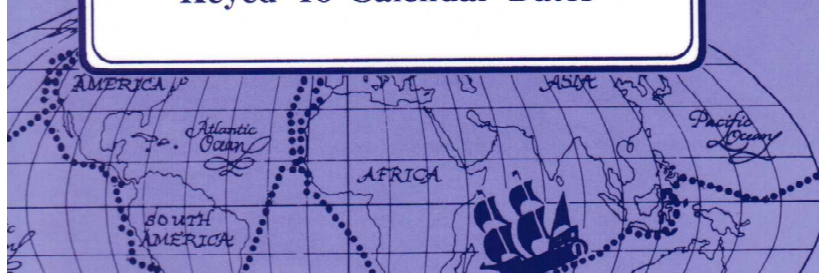 Keyed To Calendar Dates
AMERICA
ASIA
Atlantic
Ocean
Pacific
Ocean
AFRICA
SOUTH
AMERICA